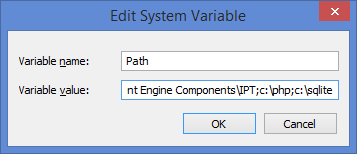 Edit System Variable
Variable name: Path
Variable value: nt Engine Components\IPT;c:\php;c:\sqlite
OK Cancel